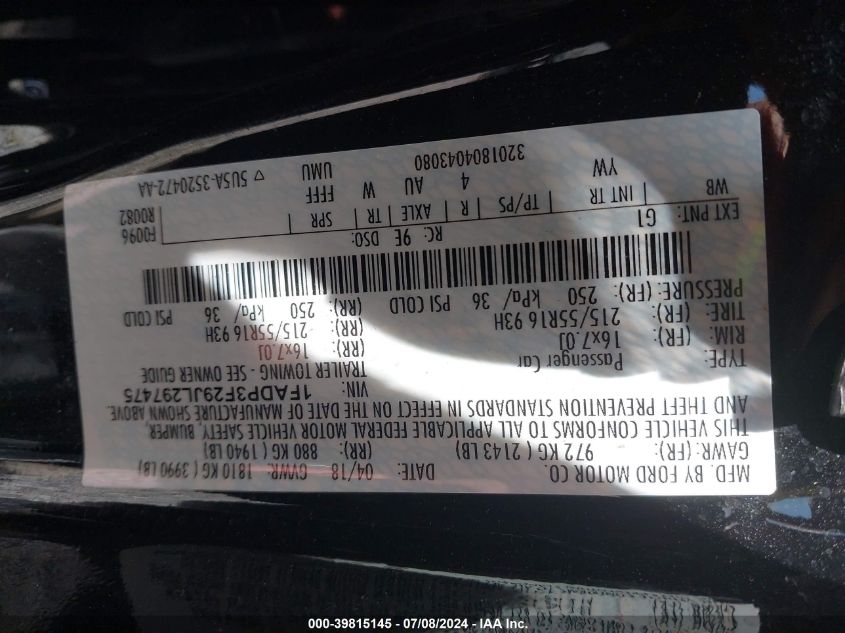 MFD. BY FORD MOTOR CO.
DATE: 04/18 GVWR: 1810 KG ( 3990 LB)
GAWR: (FR) 972 KG ( 2143 LB) (RR) 880 KG ( 1940 LB)
THIS VEHICLE CONFORMS TO ALL APPLICABLE FEDERAL MOTOR VEHICLE SAFETY, BUMPER,
AND THEFT PREVENTION STANDARDS IN EFFECT ON THE DATE OF MANUFACTURE SHOWN ABOVE.
VIN: 1FADP3F29JL297475
TYPE: Passenger Car TRAILER TOWING - SEE OWNER GUIDE
RIM: (FR) 16x7.0J (RR) 16x7.0J
TIRE: (FR) 215/55R16 93H (RR) 215/55R16 93H
PRESSURE: (FR) 250 kPa/ 36 PSI COLD (RR) 250 kPa/ 36 PSI COLD
RC: 9E DSO: F0096
EXT PNT: G1 R0082
WB INT TR TP/PS R AXLE TR SPR
YW 4 AU W FFFF UMU
3201804043080 ▽ 5U5A-3520472-AA
000-39815145 - 07/08/2024 - IAA Inc.